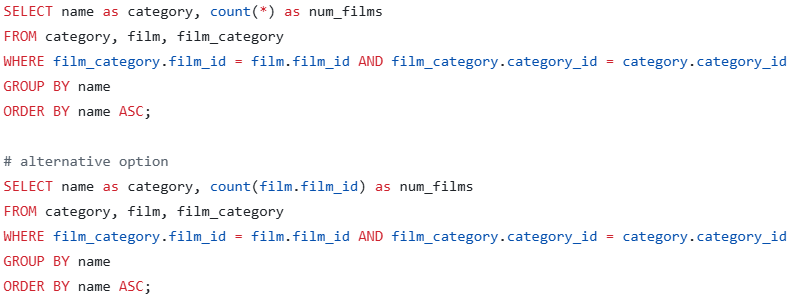 SELECT name as category, count(*) as num_films
FROM category, film, film_category
WHERE film_category.film_id = film.film_id AND film_category.category_id = category.category_id
GROUP BY name
ORDER BY name ASC;

# alternative option
SELECT name as category, count(film.film_id) as num_films
FROM category, film, film_category
WHERE film_category.film_id = film.film_id AND film_category.category_id = category.category_id
GROUP BY name
ORDER BY name ASC;